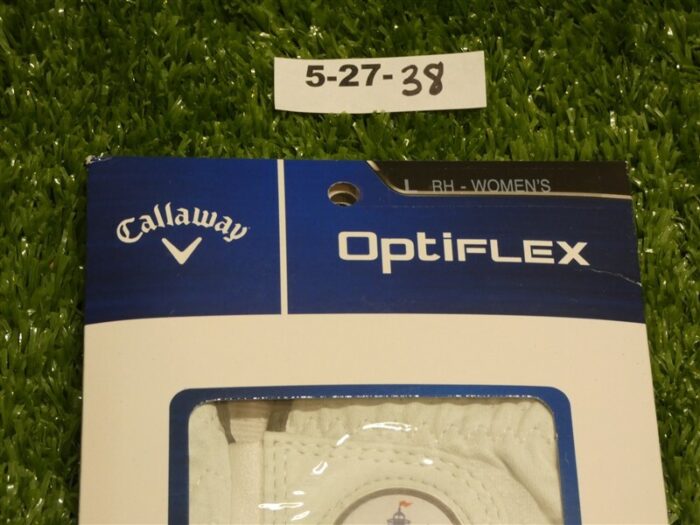 5-27-38
L RH - WOMEN'S
Callaway
OptiFLEX